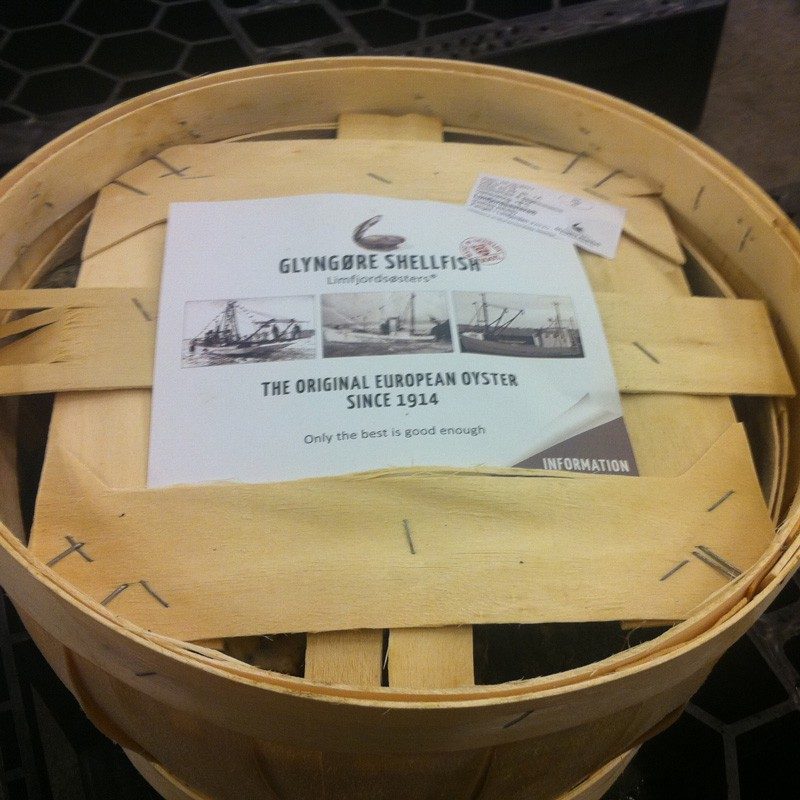 GLYNGØRE SHELLFISH
Limfjordsøsters®
THE ORIGINAL EUROPEAN OYSTER
SINCE 1914
Only the best is good enough
INFORMATION